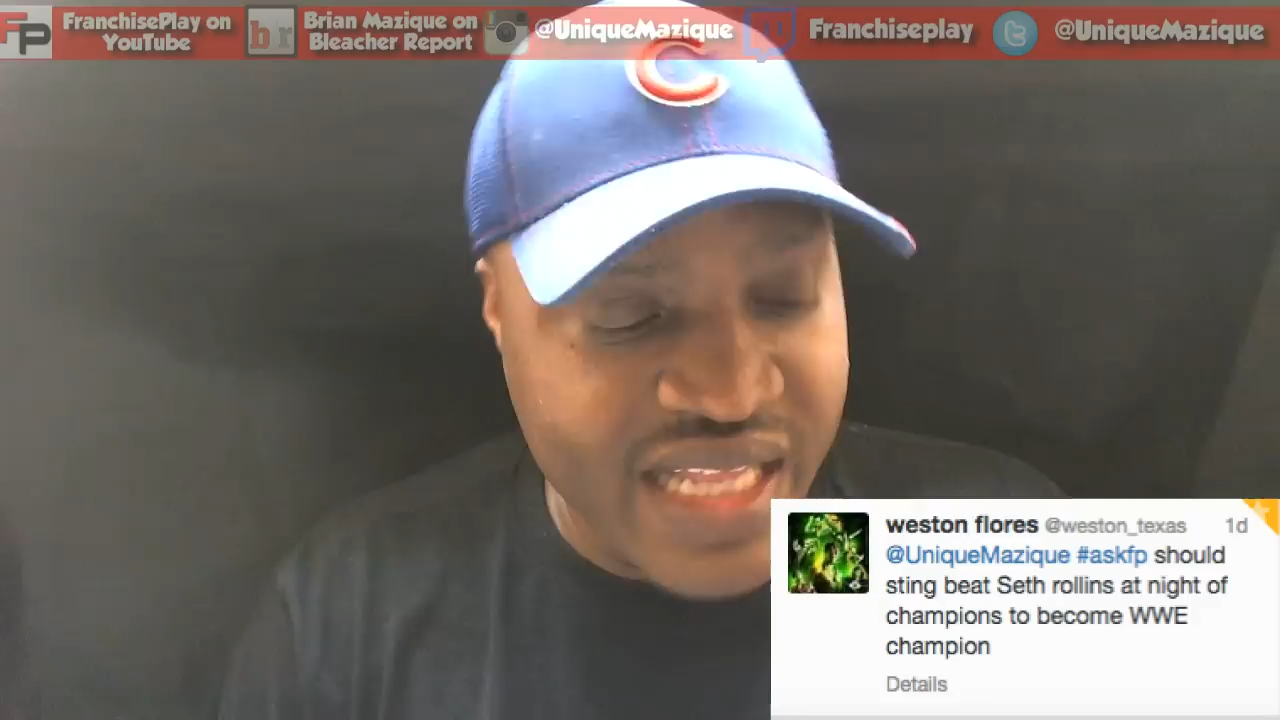 FP
FranchisePlay on
YouTube
br
Brian Mazique on
Bleacher Report
@UniqueMazique
Franchiseplay
@UniqueMazique
C
weston flores @weston_texas 1d
@UniqueMazique #askfp should
sting beat Seth rollins at night of
champions to become WWE
champion
Details